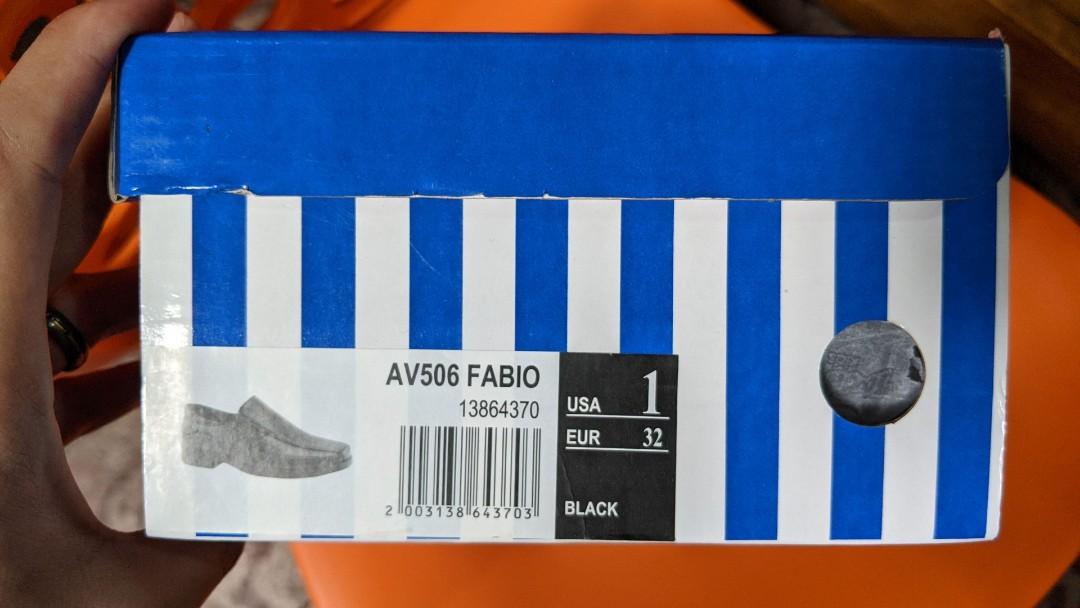 AV506 FABIO
13864370
2 003138 643703
USA 1
EUR 32
BLACK